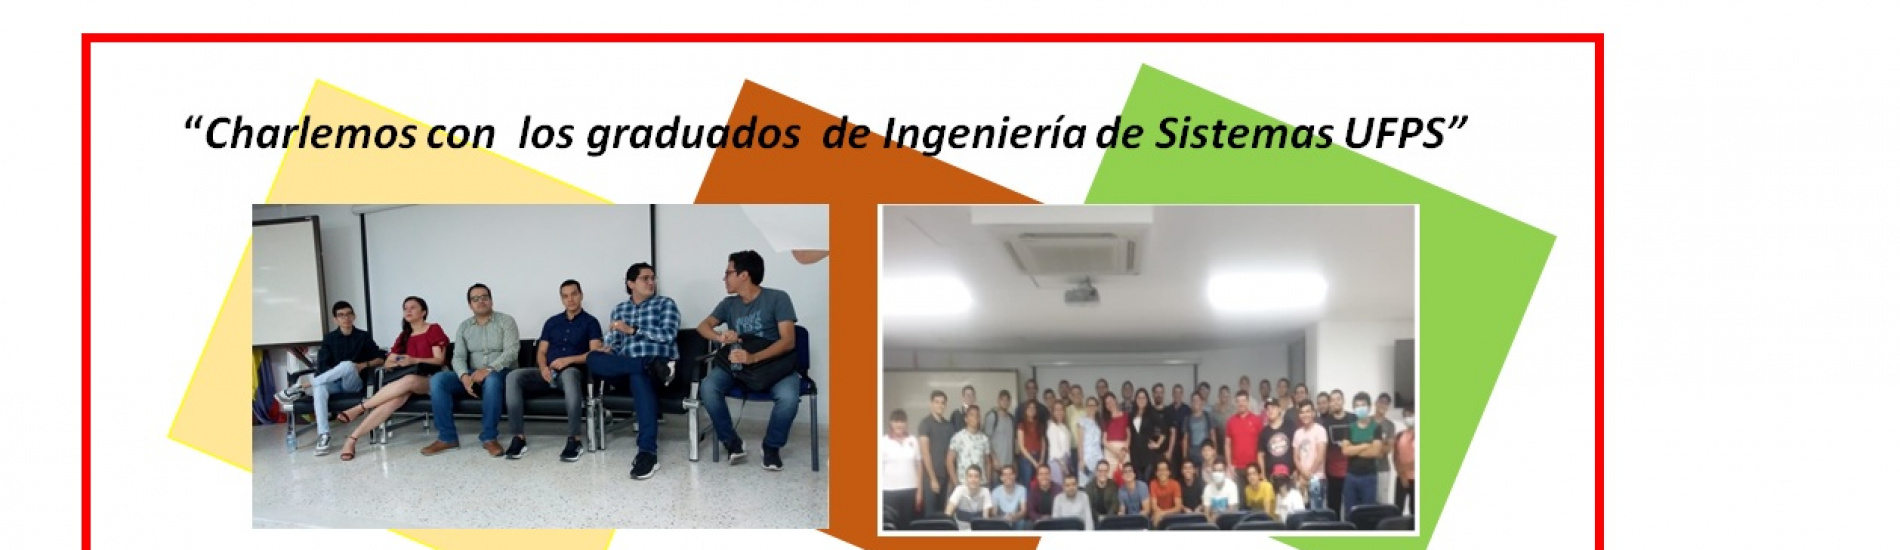 “Charlemos con los graduados de Ingeniería de Sistemas UFPS”